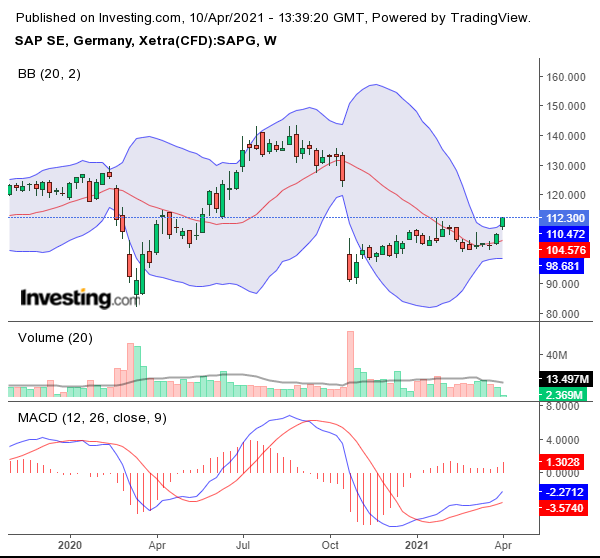 Published on Investing.com, 10/Apr/2021 - 13:39:20 GMT, Powered by TradingView.
SAP SE, Germany, Xetra(CFD):SAPG, W
BB (20, 2)
160.000
150.000
140.000
130.000
120.000
112.300
110.472
104.576
98.681
90.000
80.000
Investing.com
Volume (20)
40M
13.497M
2.369M
MACD (12, 26, close, 9)
8.0000
4.0000
1.3028
0.0000
-2.2712
-3.5740
2020 Apr Jul Oct 2021 Apr